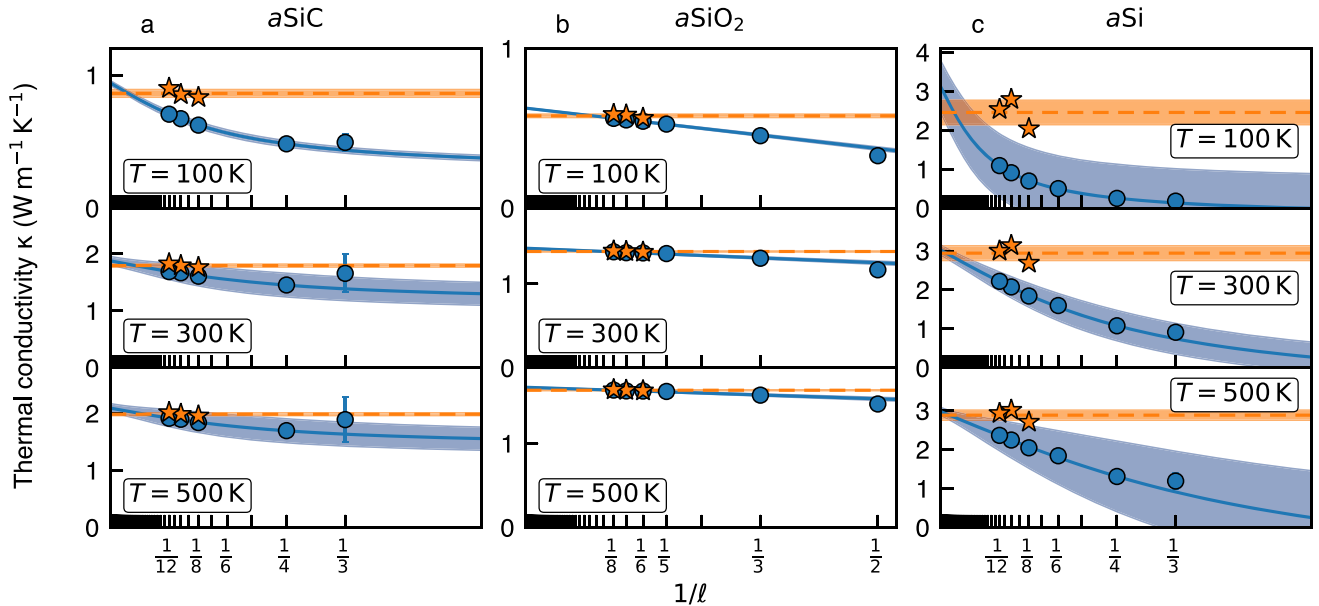 a
aSiC
b
aSiO₂
c
aSi
Thermal conductivity κ (W m⁻¹ K⁻¹)
1
0
T = 100 K
1
0
T = 100 K
4
3
2
1
0
T = 100 K
2
1
0
T = 300 K
1
0
T = 300 K
3
2
1
0
T = 300 K
2
1
0
T = 500 K
1
0
T = 500 K
3
2
1
0
T = 500 K
1/12 1/8 1/6 1/4 1/3
1/8 1/6 1/5 1/3 1/2
1/12 1/8 1/6 1/4 1/3
1/ℓ